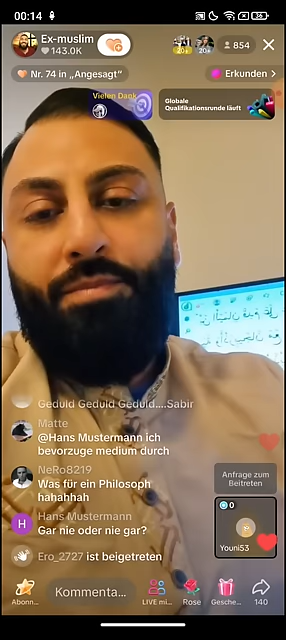 00:14
36
Ex-muslim
143.0K
20+
20+
854
Nr. 74 in „Angesagt“
Erkunden >
Vielen Dank
Globale
Qualifikationsrunde läuft
Geduld Geduld Geduld....Sabir
Matte
@Hans Mustermann ich
bevorzuge medium durch
NeRo8219
Was für ein Philosoph
hahahhah
H
Hans Mustermann
Gar nie oder nie gar?
Ero_2727 ist beigetreten
Anfrage zum
Beitreten
0
Youni53
Abonn...
Kommenta...
LIVE mi...
Rose
Gesche...
140